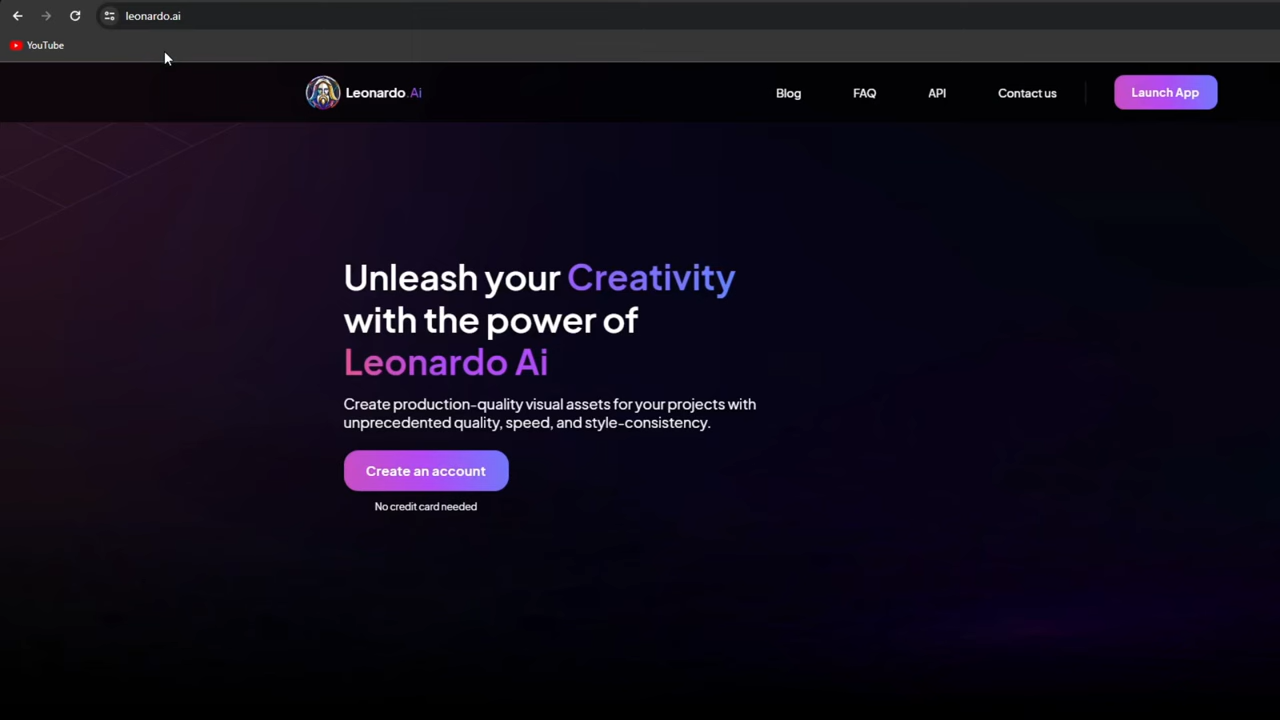 leonardo.ai
YouTube
Leonardo.Ai
Blog
FAQ
API
Contact us
Launch App
Unleash your Creativity
with the power of
Leonardo Ai
Create production-quality visual assets for your projects with
unprecedented quality, speed, and style-consistency.
Create an account
No credit card needed